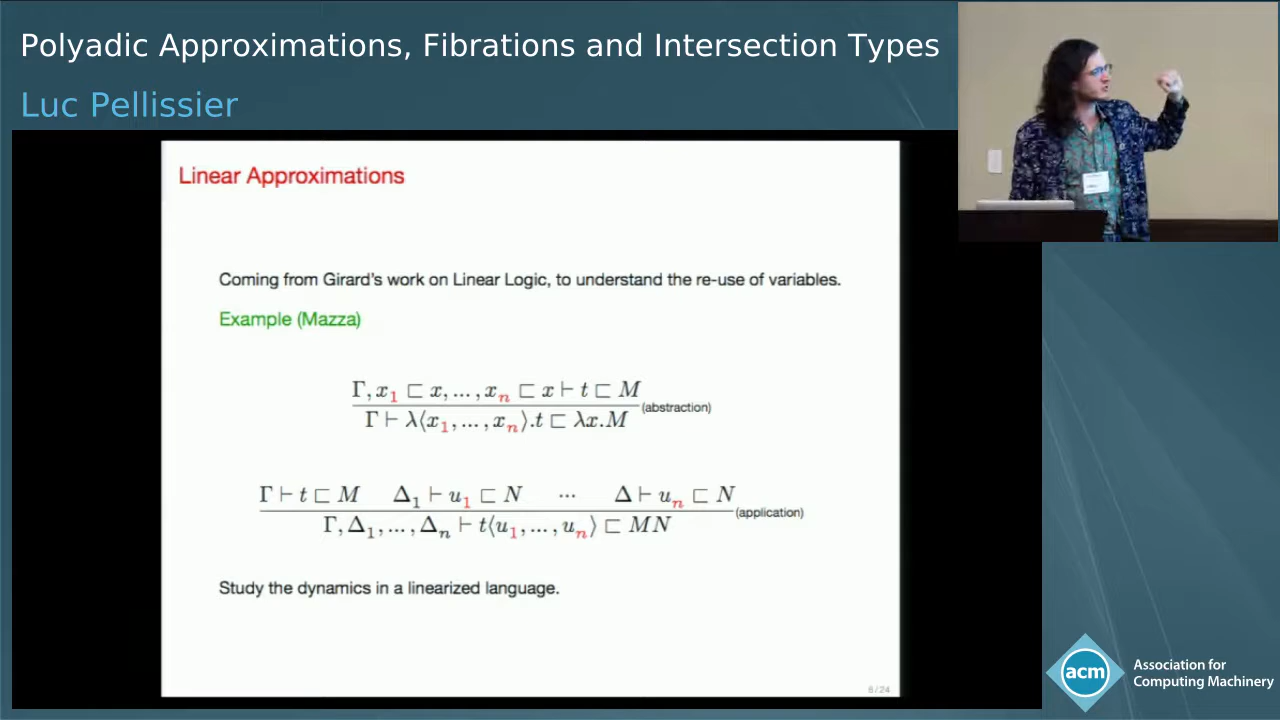 Polyadic Approximations, Fibrations and Intersection Types
Luc Pellissier
Linear Approximations
Coming from Girard's work on Linear Logic, to understand the re-use of variables.
Example (Mazza)
Γ, x₁ ⊏ x, ..., xₙ ⊏ x ⊢ t ⊏ M
(abstraction)
Γ ⊢ λ⟨x₁, ..., xₙ⟩.t ⊏ λx.M
Γ ⊢ t ⊏ M Δ₁ ⊢ u₁ ⊏ N ⋯ Δ ⊢ uₙ ⊏ N
(application)
Γ, Δ₁, ..., Δₙ ⊢ t⟨u₁, ..., uₙ⟩ ⊏ MN
Study the dynamics in a linearized language.
6 / 24
acm
Association for
Computing Machinery